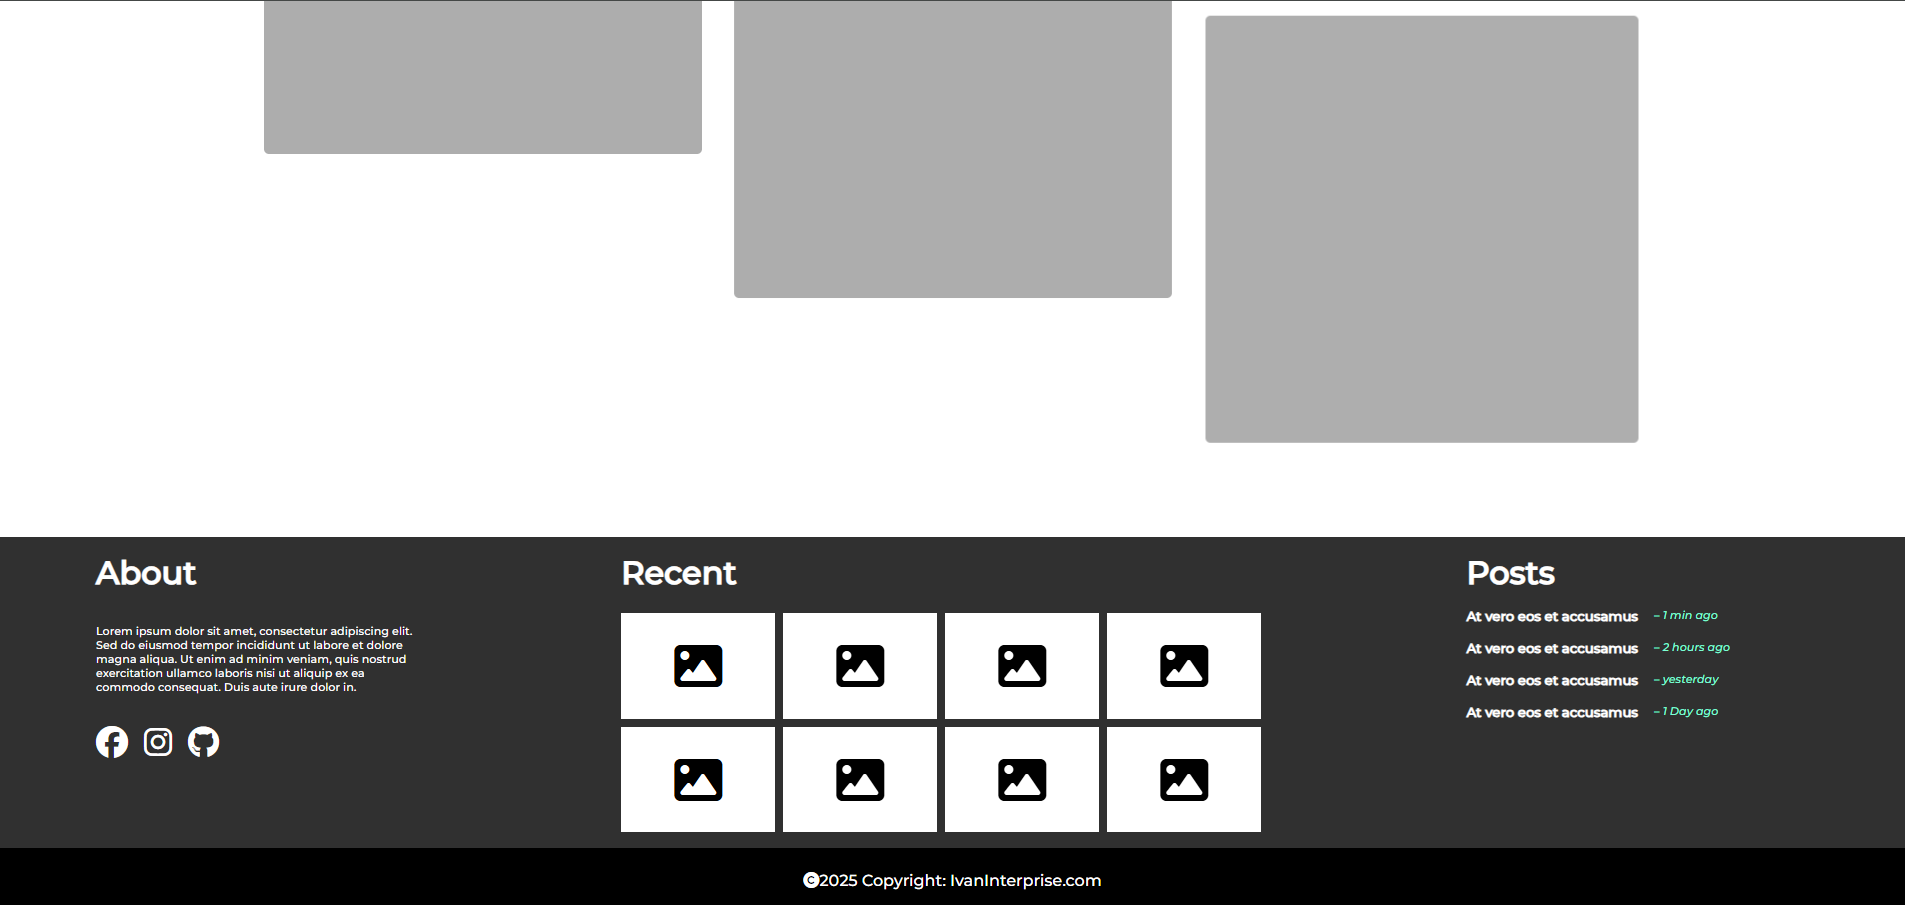 About
Lorem ipsum dolor sit amet, consectetur adipiscing elit.
Sed do eiusmod tempor incididunt ut labore et dolore
magna aliqua. Ut enim ad minim veniam, quis nostrud
exercitation ullamco laboris nisi ut aliquip ex ea
commodo consequat. Duis aute irure dolor in.
Recent
Posts
At vero eos et accusamus – 1 min ago
At vero eos et accusamus – 2 hours ago
At vero eos et accusamus – yesterday
At vero eos et accusamus – 1 Day ago
©2025 Copyright: IvanInterprise.com